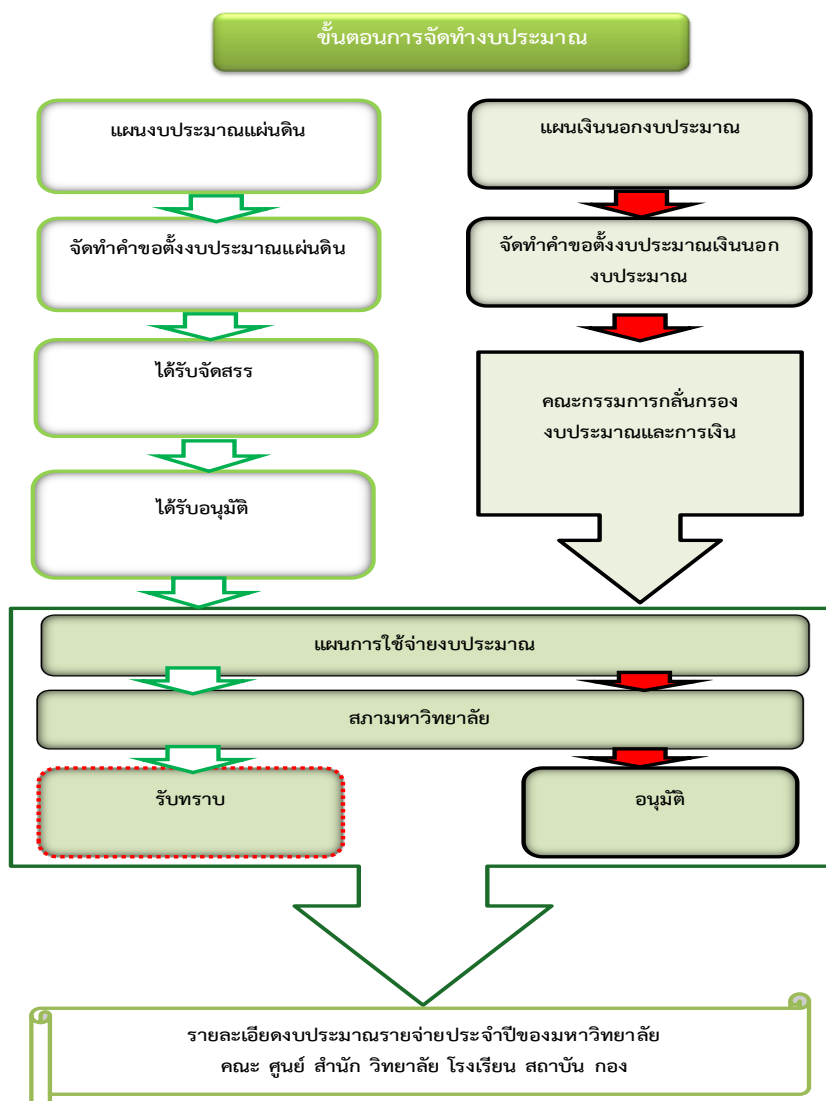 ขั้นตอนการจัดทำงบประมาณ
แผนงบประมาณแผ่นดิน
แผนเงินนอกงบประมาณ
จัดทำคำขอตั้งงบประมาณแผ่นดิน
จัดทำคำขอตั้งงบประมาณเงินนอก
งบประมาณ
ได้รับจัดสรร
คณะกรรมการกลั่นกรอง
งบประมาณและการเงิน
ได้รับอนุมัติ
แผนการใช้จ่ายงบประมาณ
สภามหาวิทยาลัย
รับทราบ
อนุมัติ
รายละเอียดงบประมาณรายจ่ายประจำปีของมหาวิทยาลัย
คณะ ศูนย์ สำนัก วิทยาลัย โรงเรียน สถาบัน กอง